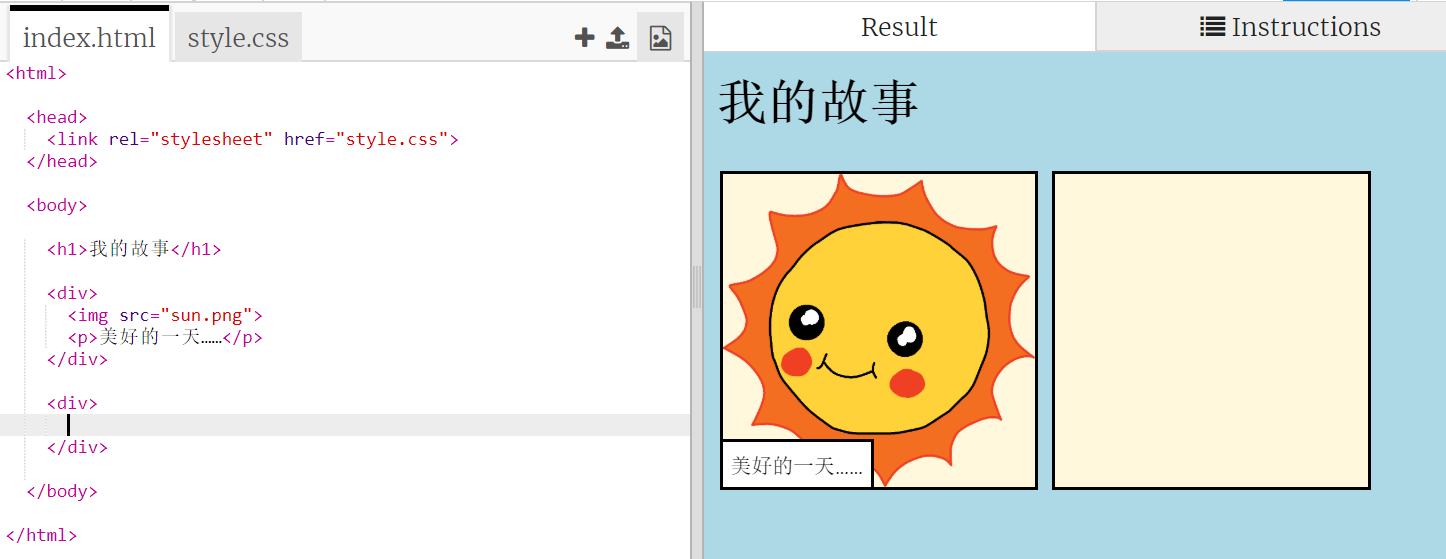 index.html
style.css
Result
Instructions
<html>
<head>
<link rel="stylesheet" href="style.css">
</head>
<body>
<h1>我的故事</h1>
<div>
<img src="sun.png">
<p>美好的一天……</p>
</div>
<div>
</div>
</body>
</html>
我的故事
美好的一天……